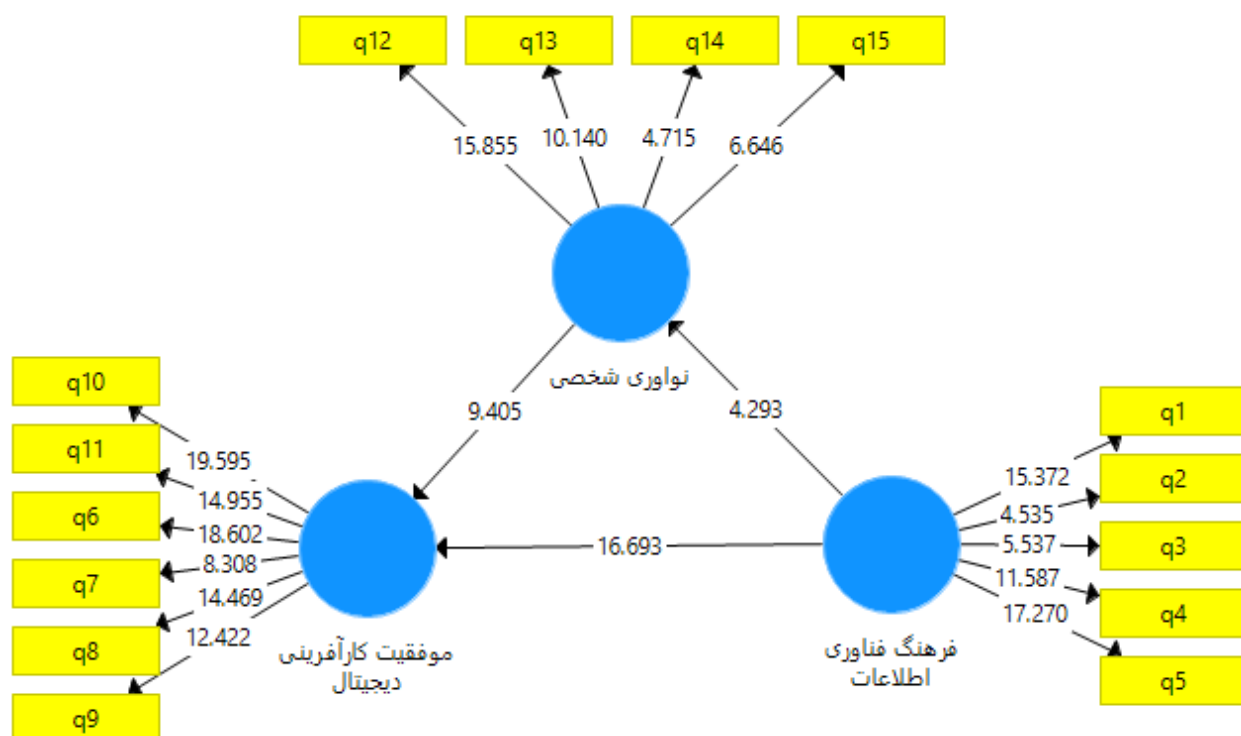 q12
q13
q14
q15
15.855
10.140
4.715
6.646
نوآوری شخصی
9.405
4.293
q10
q11
q6
q7
q8
q9
19.595
14.955
18.602
8.308
14.469
12.422
موفقیت کارآفرینی
دیجیتال
16.693
فرهنگ فناوری
اطلاعات
15.372
4.535
5.537
11.587
17.270
q1
q2
q3
q4
q5